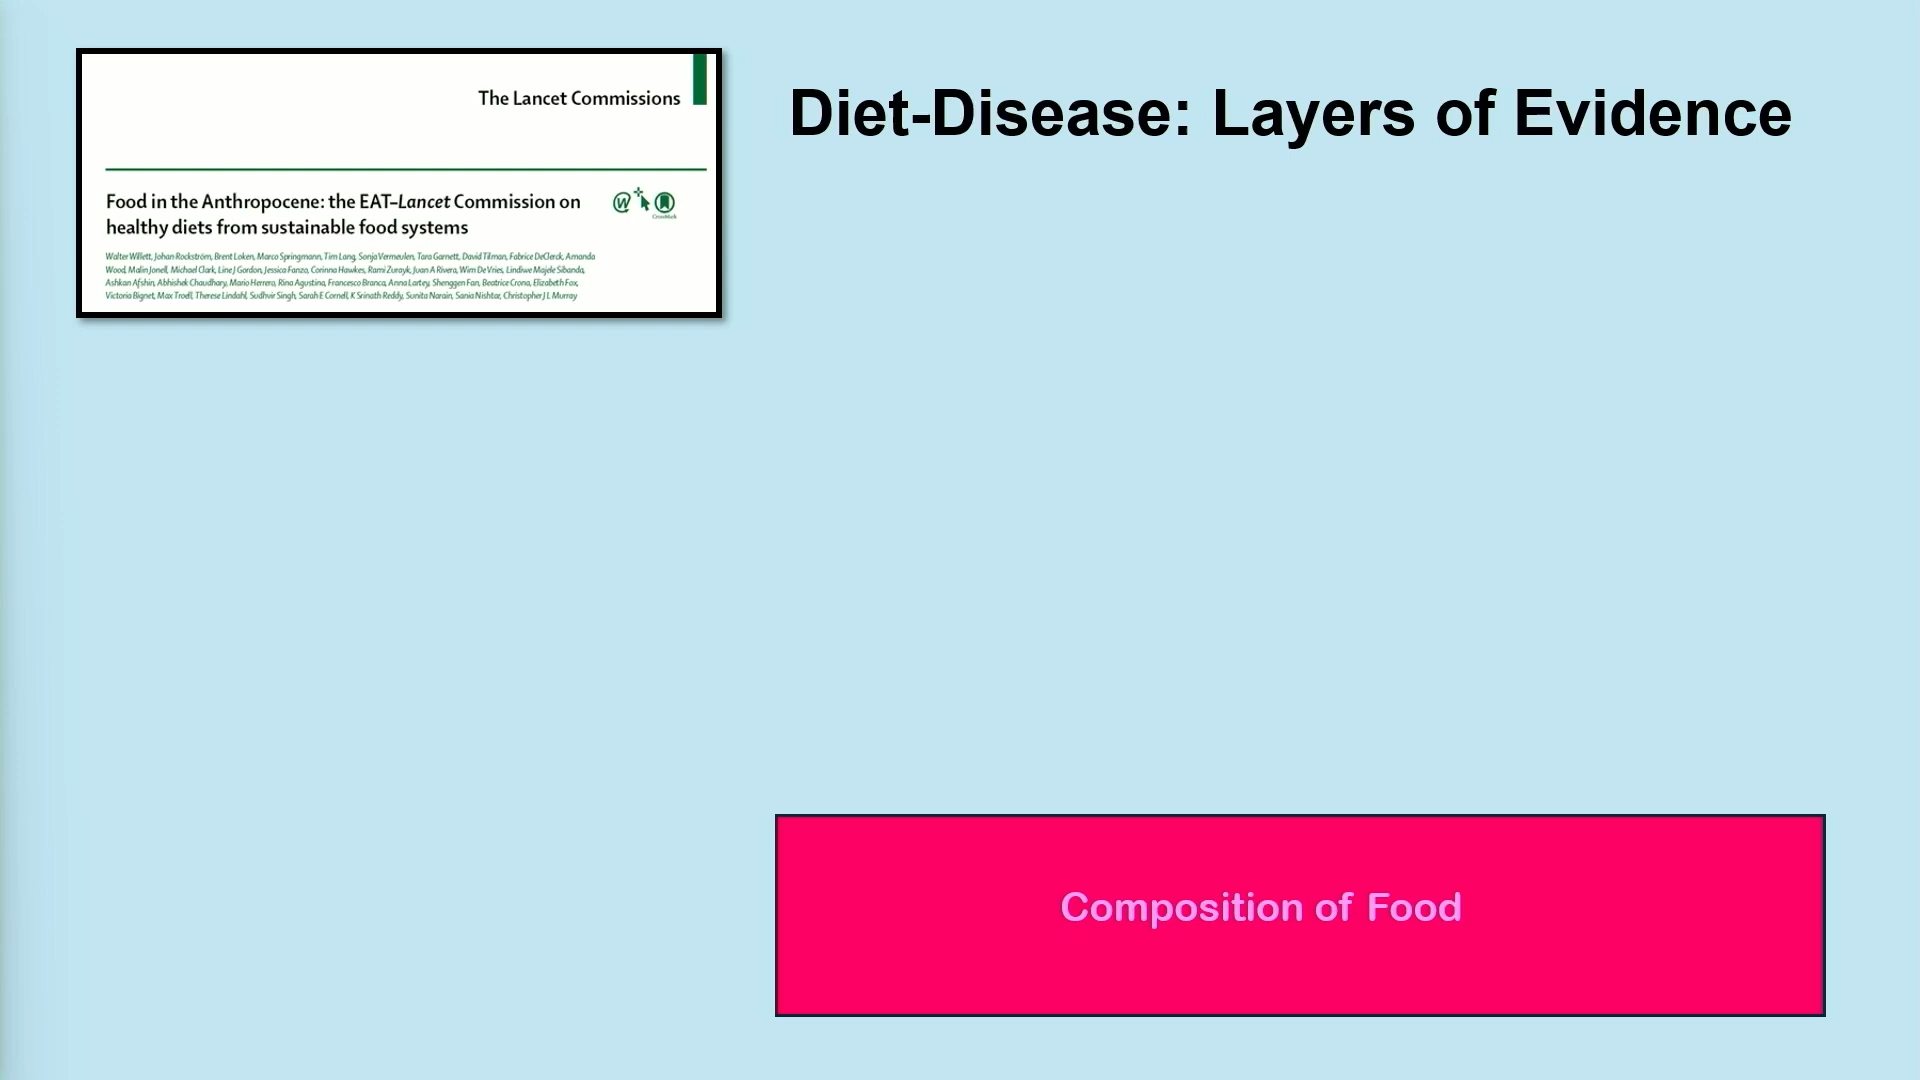 The Lancet Commissions
Diet-Disease: Layers of Evidence
Food in the Anthropocene: the EAT–Lancet Commission on
healthy diets from sustainable food systems
CrossMark
Walter Willett, Johan Rockström, Brent Loken, Marco Springmann, Tim Lang, Sonja Vermeulen, Tara Garnett, David Tilman, Fabrice DeClerck, Amanda
Wood, Malin Jonell, Michael Clark, Line J Gordon, Jessica Fanzo, Corinna Hawkes, Rami Zurayk, Juan A Rivera, Wim De Vries, Lindiwe Majele Sibanda,
Ashkan Afshin, Abhishek Chaudhary, Mario Herrero, Rina Agustina, Francesco Branca, Anna Lartey, Shenggen Fan, Beatrice Crona, Elizabeth Fox,
Victoria Bignet, Max Troell, Therese Lindahl, Sudhvir Singh, Sarah E Cornell, K Srinath Reddy, Sunita Narain, Sania Nishtar, Christopher J L Murray
Composition of Food